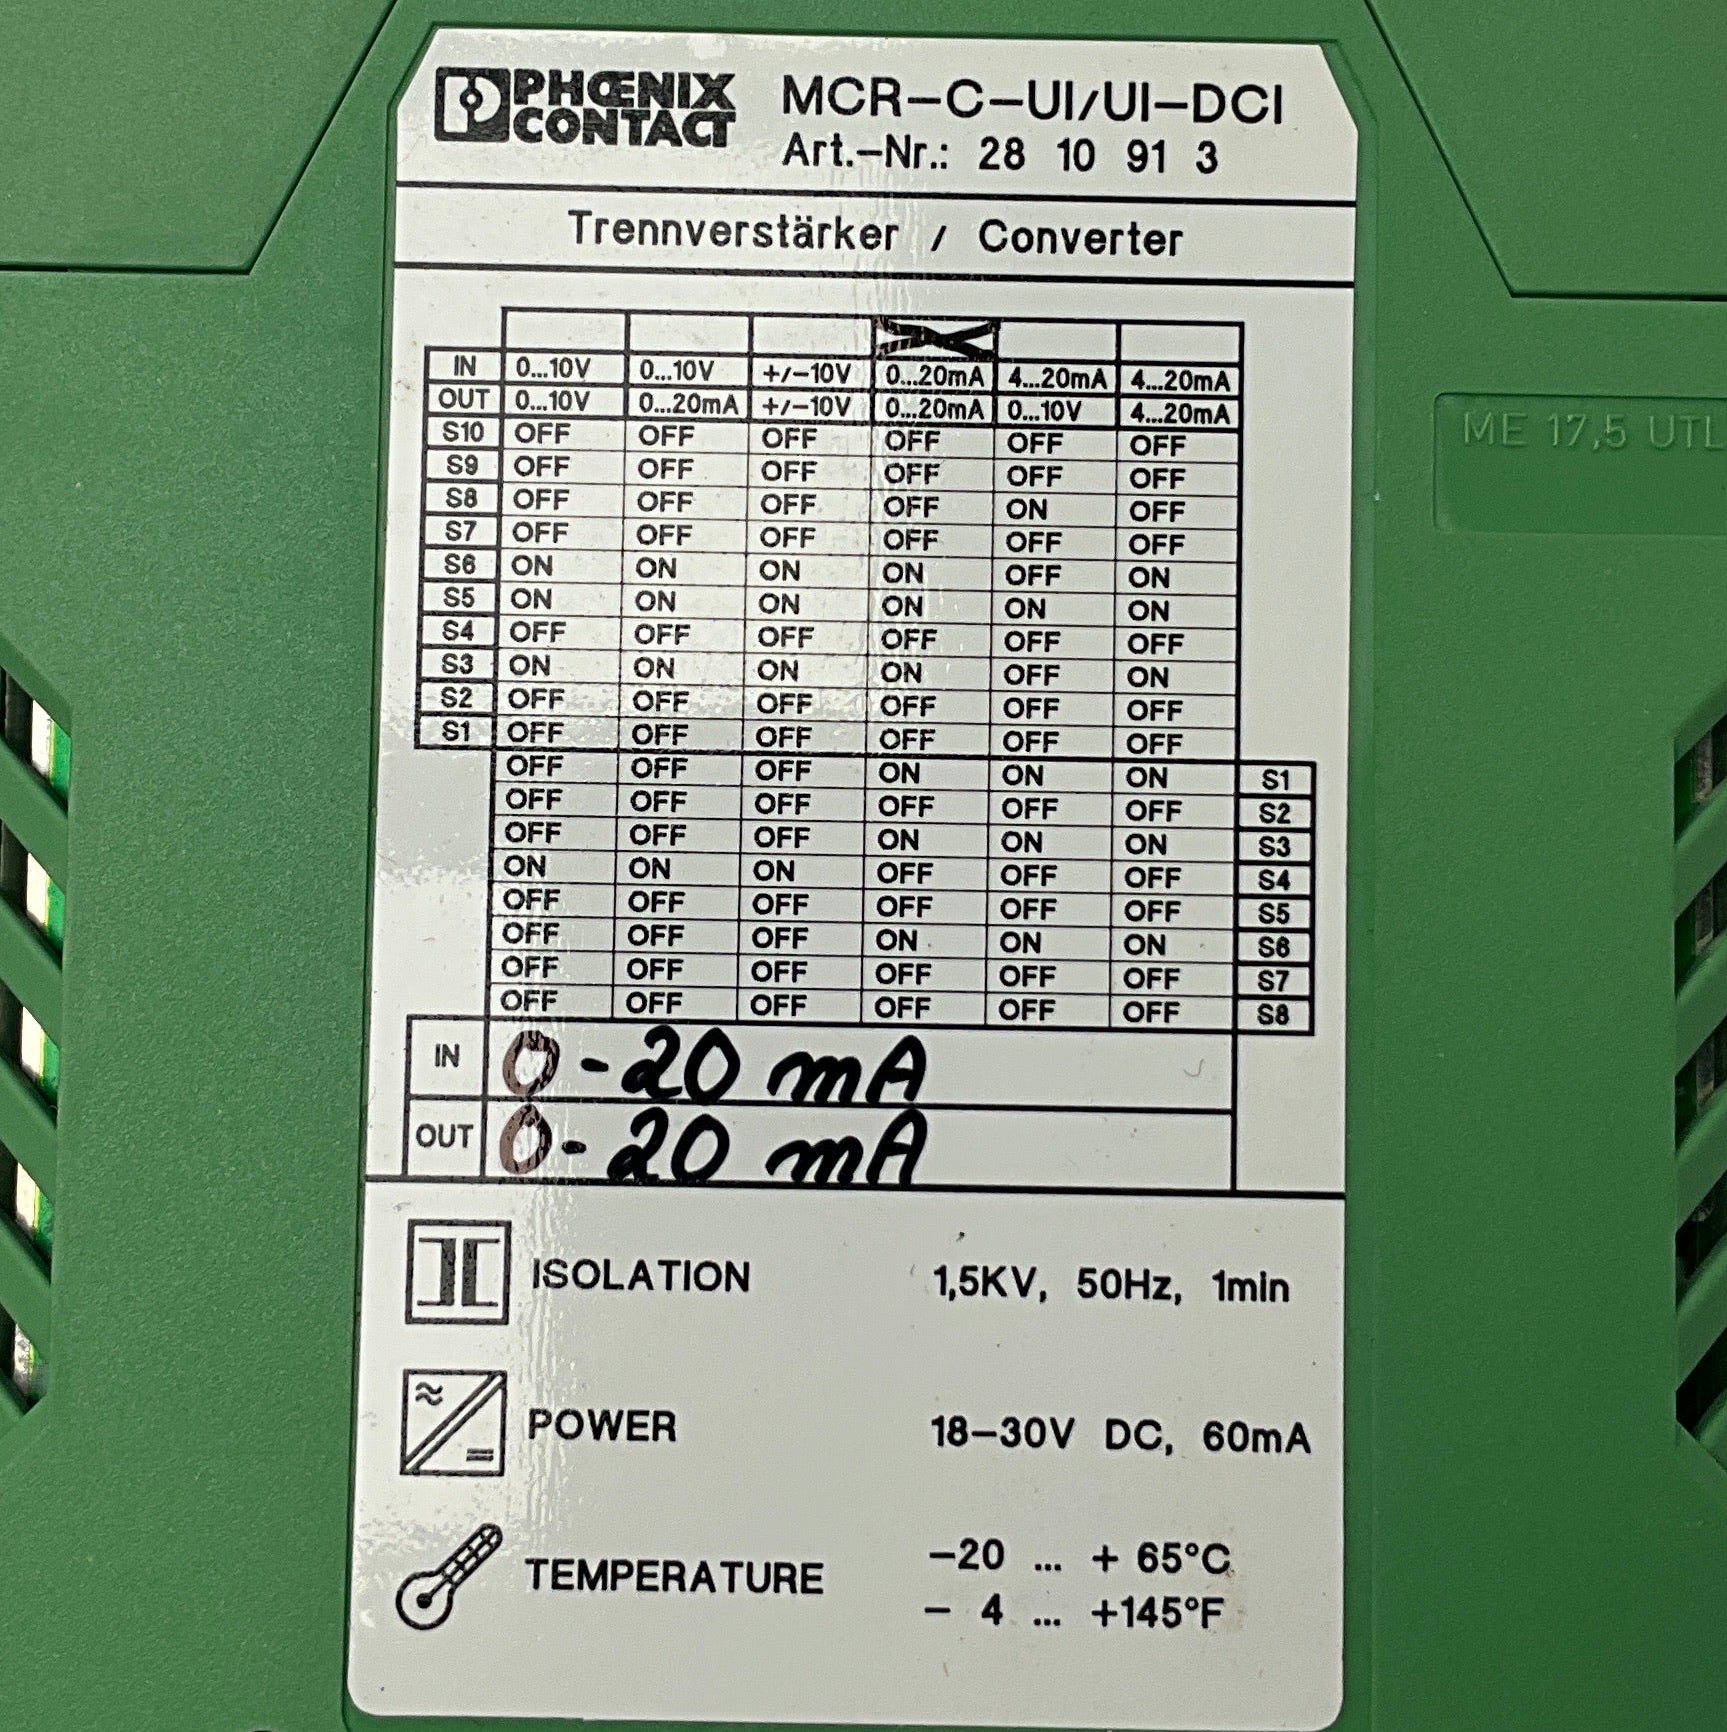 PHŒNIX CONTACT
MCR-C-UI/UI-DCI
Art.-Nr.: 28 10 91 3
Trennverstärker / Converter
IN 0...10V 0...10V +/-10V 0...20mA 4...20mA 4...20mA
OUT 0...10V 0...20mA +/-10V 0...20mA 0...10V 4...20mA
S10 OFF OFF OFF OFF OFF OFF
S9 OFF OFF OFF OFF OFF OFF
S8 OFF OFF OFF OFF ON OFF
S7 OFF OFF OFF OFF OFF OFF
S6 ON ON ON ON OFF ON
S5 ON ON ON ON ON ON
S4 OFF OFF OFF OFF OFF OFF
S3 ON ON ON ON OFF ON
S2 OFF OFF OFF OFF OFF OFF
S1 OFF OFF OFF OFF OFF OFF
OFF OFF OFF ON ON ON S1
OFF OFF OFF OFF OFF OFF S2
OFF OFF OFF ON ON ON S3
ON ON ON OFF OFF OFF S4
OFF OFF OFF OFF OFF OFF S5
OFF OFF OFF ON ON ON S6
OFF OFF OFF OFF OFF OFF S7
OFF OFF OFF OFF OFF OFF S8
IN 0-20 mA
OUT 0-20 mA
ISOLATION 1,5KV, 50Hz, 1min
POWER 18-30V DC, 60mA
TEMPERATURE -20 ... + 65°C
- 4 ... +145°F
ME 17,5 UTL